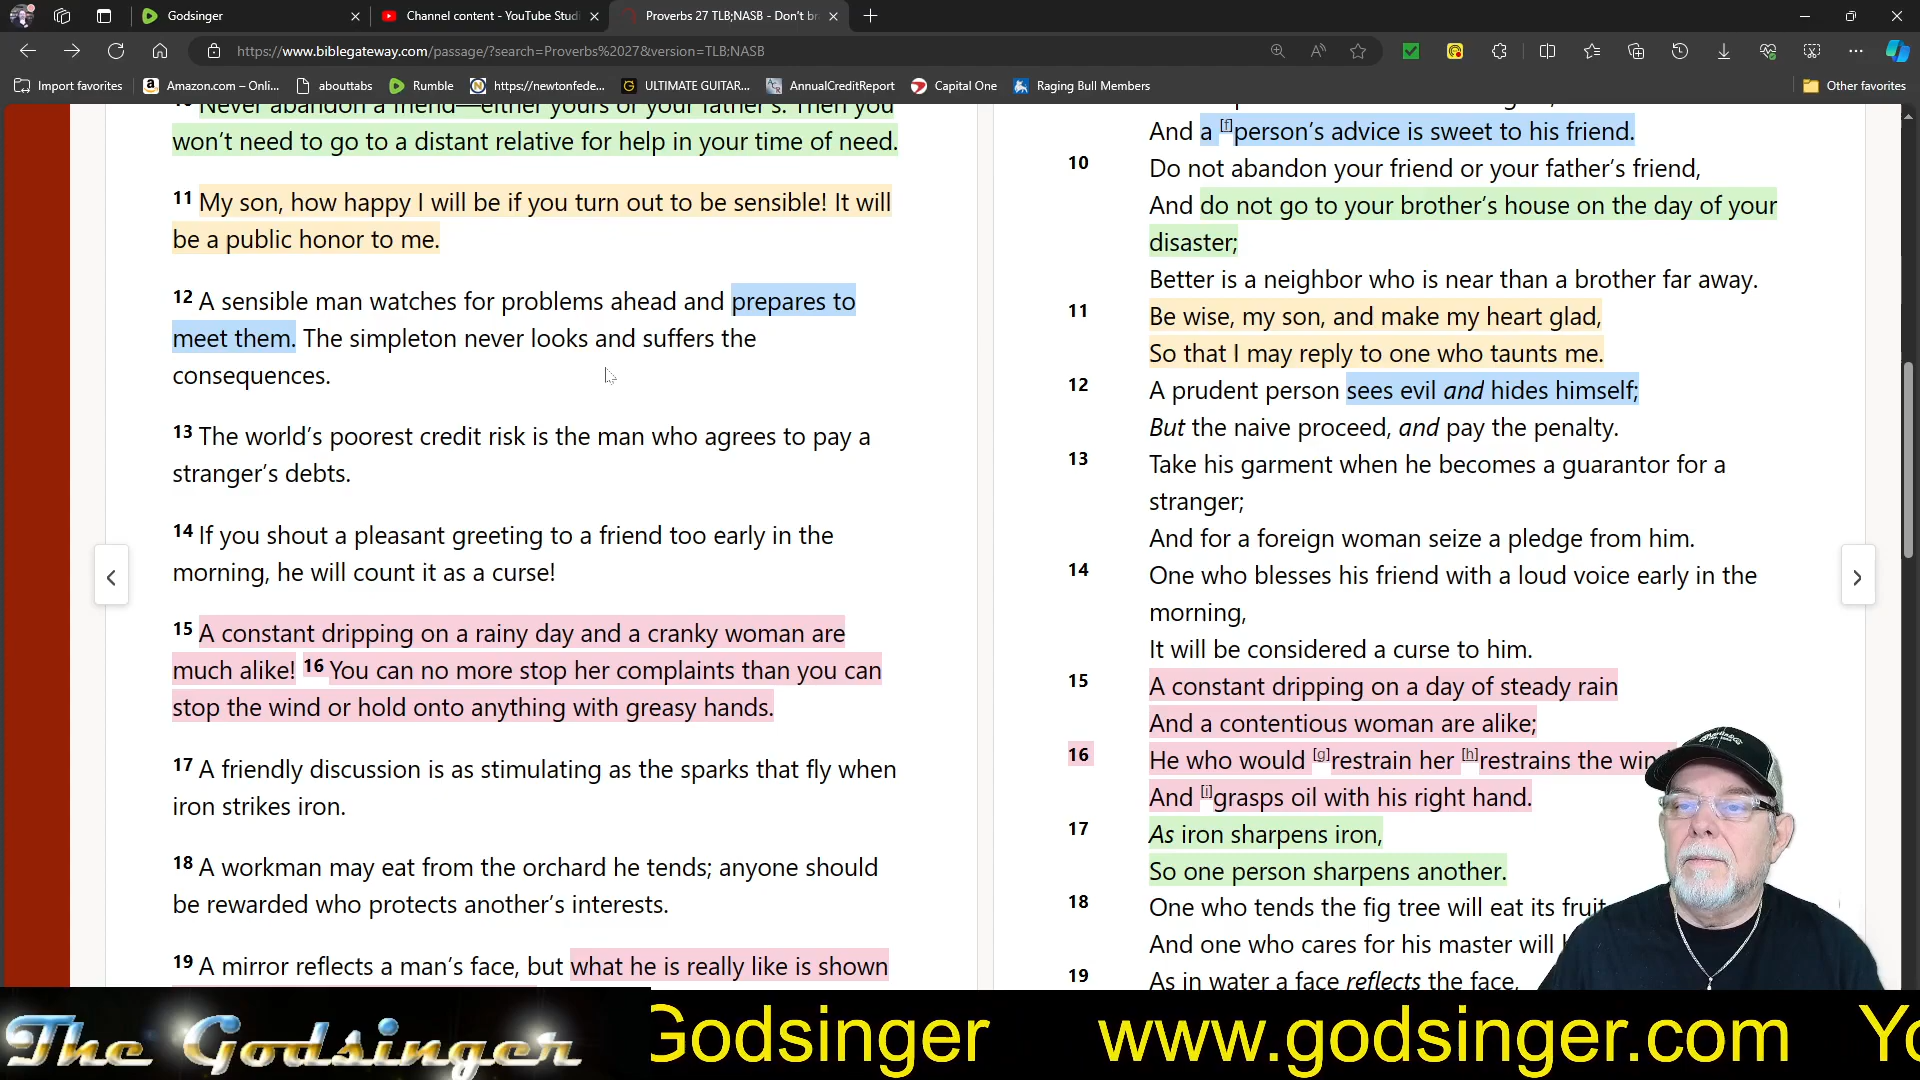 Godsinger
Channel content - YouTube Studi
Proverbs 27 TLB;NASB - Don't br
https://www.biblegateway.com/passage/?search=Proverbs%2027&version=TLB;NASB
Import favorites
Amazon.com – Onli...
abouttabs
Rumble
https://newtonfede...
ULTIMATE GUITAR...
AnnualCreditReport
Capital One
Raging Bull Members
Other favorites
10 Never abandon a friend—either yours or your father's. Then you
won't need to go to a distant relative for help in your time of need.
11 My son, how happy I will be if you turn out to be sensible! It will
be a public honor to me.
12 A sensible man watches for problems ahead and prepares to
meet them. The simpleton never looks and suffers the
consequences.
13 The world's poorest credit risk is the man who agrees to pay a
stranger's debts.
14 If you shout a pleasant greeting to a friend too early in the
morning, he will count it as a curse!
15 A constant dripping on a rainy day and a cranky woman are
much alike! 16 You can no more stop her complaints than you can
stop the wind or hold onto anything with greasy hands.
17 A friendly discussion is as stimulating as the sparks that fly when
iron strikes iron.
18 A workman may eat from the orchard he tends; anyone should
be rewarded who protects another's interests.
19 A mirror reflects a man's face, but what he is really like is shown
And a [f]person's advice is sweet to his friend.
10 Do not abandon your friend or your father's friend,
And do not go to your brother's house on the day of your
disaster;
Better is a neighbor who is near than a brother far away.
11 Be wise, my son, and make my heart glad,
So that I may reply to one who taunts me.
12 A prudent person sees evil and hides himself;
But the naive proceed, and pay the penalty.
13 Take his garment when he becomes a guarantor for a
stranger;
And for a foreign woman seize a pledge from him.
14 One who blesses his friend with a loud voice early in the
morning,
It will be considered a curse to him.
15 A constant dripping on a day of steady rain
And a contentious woman are alike;
16 He who would [g]restrain her [h]restrains the win
And [i]grasps oil with his right hand.
17 As iron sharpens iron,
So one person sharpens another.
18 One who tends the fig tree will eat its fruit
And one who cares for his master will
19 As in water a face reflects the face,
The Godsinger
Godsinger www.godsinger.com Yo